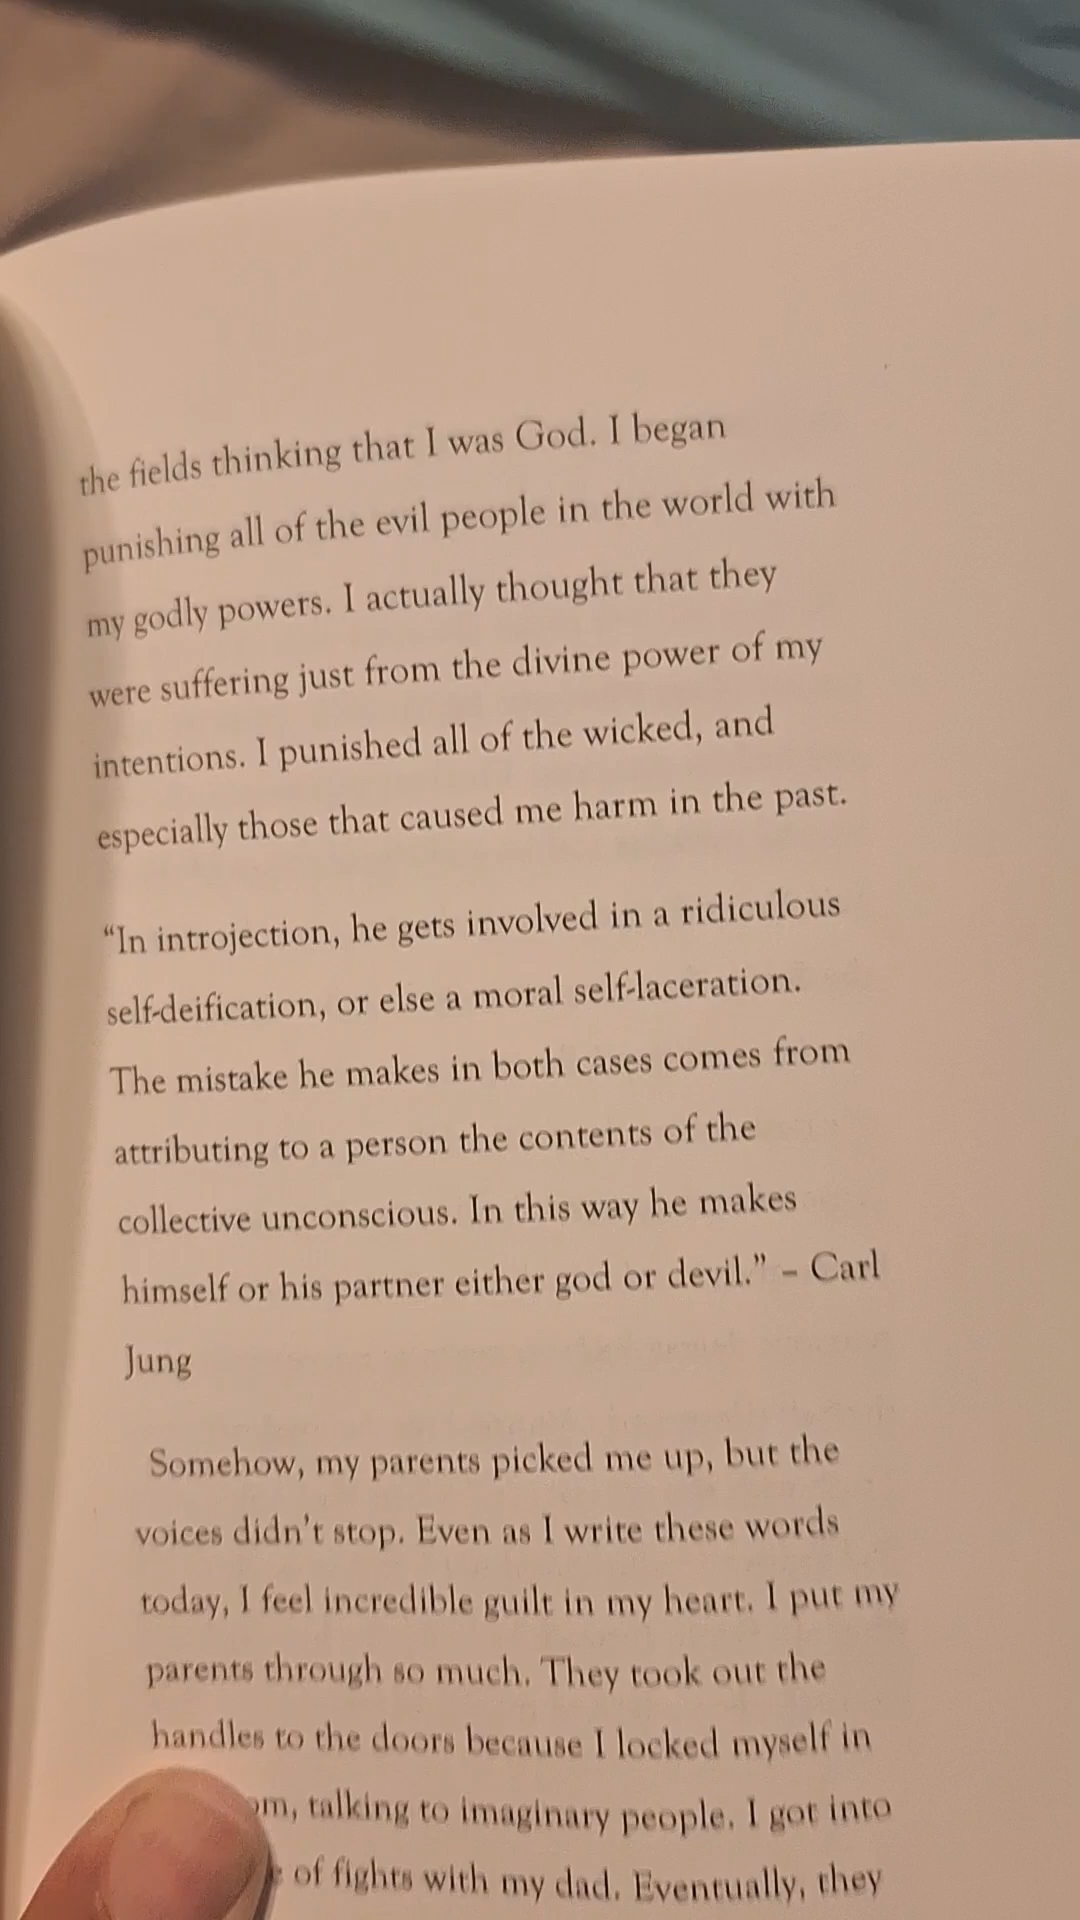 the fields thinking that I was God. I began
punishing all of the evil people in the world with
my godly powers. I actually thought that they
were suffering just from the divine power of my
intentions. I punished all of the wicked, and
especially those that caused me harm in the past.
“In introjection, he gets involved in a ridiculous
self-deification, or else a moral self-laceration.
The mistake he makes in both cases comes from
attributing to a person the contents of the
collective unconscious. In this way he makes
himself or his partner either god or devil.” – Carl
Jung
Somehow, my parents picked me up, but the
voices didn’t stop. Even as I write these words
today, I feel incredible guilt in my heart. I put my
parents through so much. They took out the
handles to the doors because I locked myself in
talking to imaginary people. I got into
of fights with my dad. Eventually, they